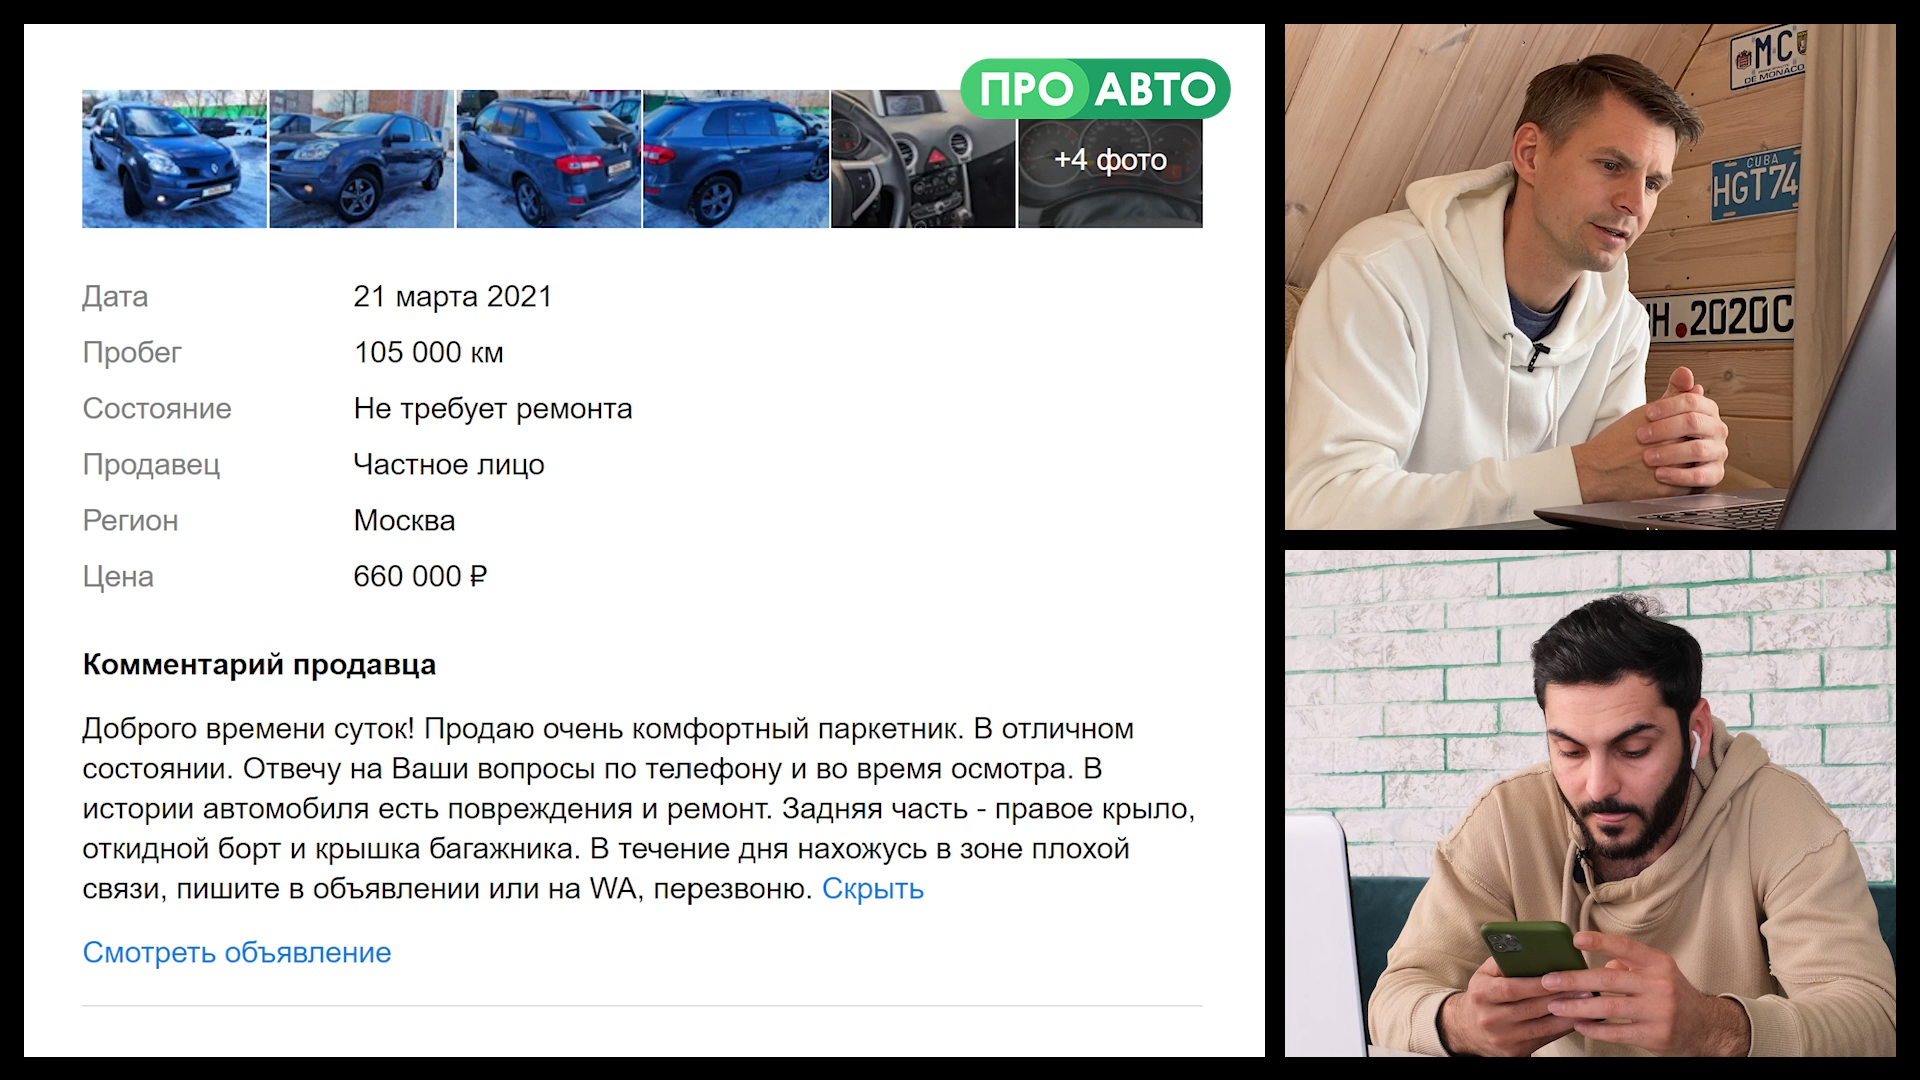 ПРО АВТО
+4 фото
Дата 21 марта 2021
Пробег 105 000 км
Состояние Не требует ремонта
Продавец Частное лицо
Регион Москва
Цена 660 000 ₽
Комментарий продавца
Доброго времени суток! Продаю очень комфортный паркетник. В отличном
состоянии. Отвечу на Ваши вопросы по телефону и во время осмотра. В
истории автомобиля есть повреждения и ремонт. Задняя часть - правое крыло,
откидной борт и крышка багажника. В течение дня нахожусь в зоне плохой
связи, пишите в объявлении или на WA, перезвоню. Скрыть
Смотреть объявление
MC
DE MONACO
CUBA
HGT74
H.2020C